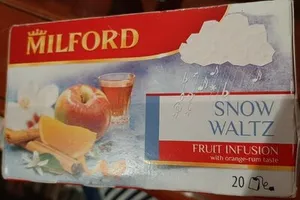 MILFORD
SNOW
WALTZ
FRUIT INFUSION
with orange-rum taste
20